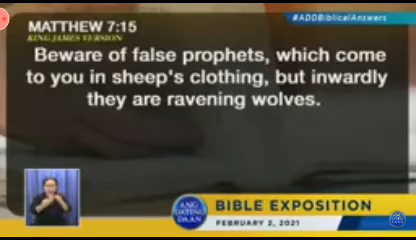 #ADDBiblicalAnswers
MATTHEW 7:15
KING JAMES VERSION
Beware of false prophets, which come
to you in sheep's clothing, but inwardly
they are ravening wolves.
ANG
DATING
DAAN
BIBLE EXPOSITION
FEBRUARY 2, 2021